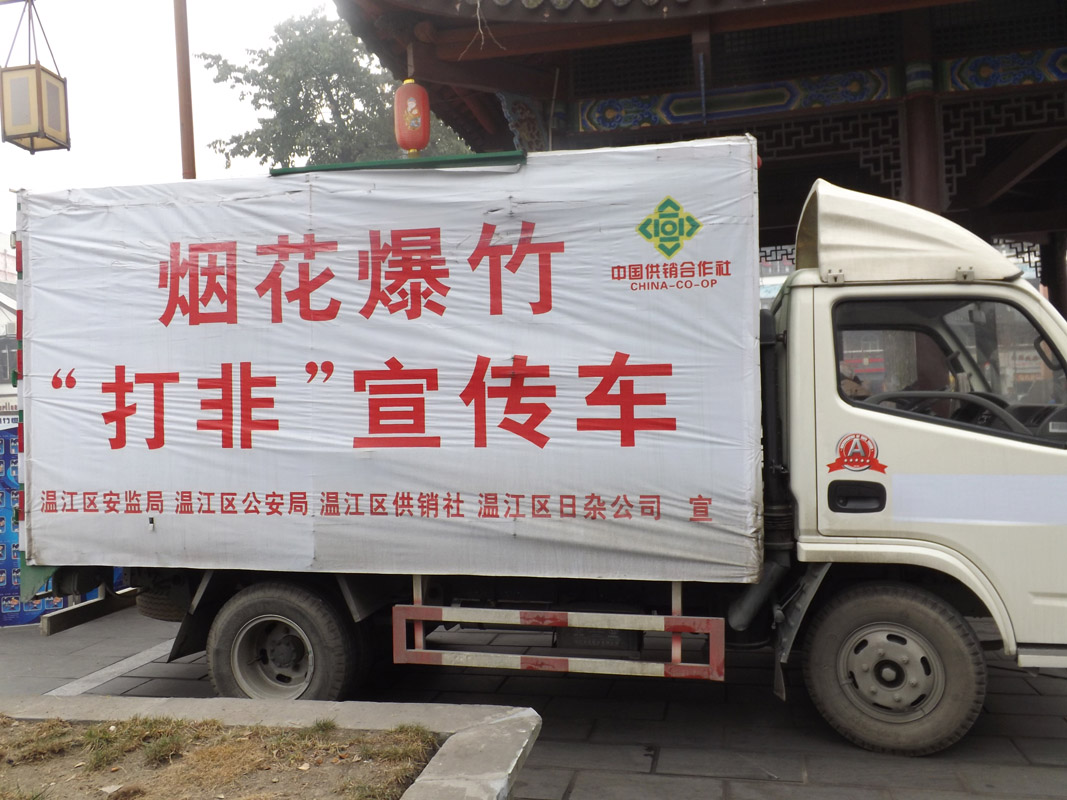 烟花爆竹
中国供销合作社
CHINA-CO-OP
“打非”宣传车
温江区安监局 温江区公安局 温江区供销社 温江区日杂公司 宣
A